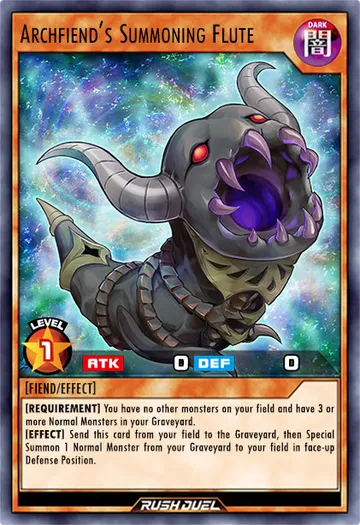 Archfiend's Summoning Flute
DARK
闇
LEVEL
1
ATK 0 DEF 0
[FIEND/EFFECT]
[REQUIREMENT] You have no other monsters on your field and have 3 or
more Normal Monsters in your Graveyard.
[EFFECT] Send this card from your field to the Graveyard, then Special
Summon 1 Normal Monster from your Graveyard to your field in face-up
Defense Position.
RUSH DUEL